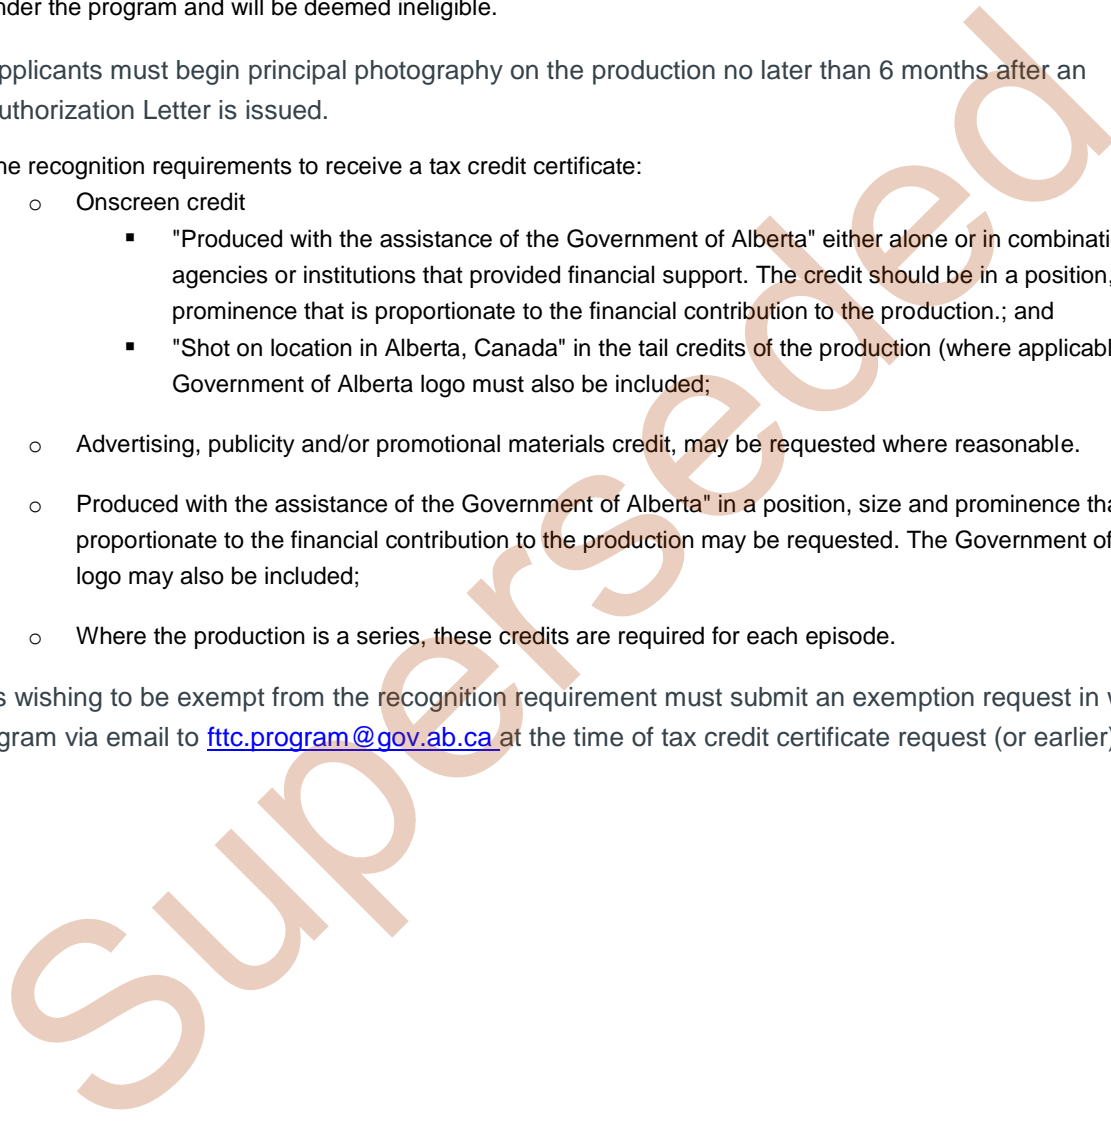 nder the program and will be deemed ineligible.
pplicants must begin principal photography on the production no later than 6 months after an
uthorization Letter is issued.
he recognition requirements to receive a tax credit certificate:
o Onscreen credit
▪ "Produced with the assistance of the Government of Alberta" either alone or in combinati
agencies or institutions that provided financial support. The credit should be in a position,
prominence that is proportionate to the financial contribution to the production.; and
▪ "Shot on location in Alberta, Canada" in the tail credits of the production (where applicabl
Government of Alberta logo must also be included;
o Advertising, publicity and/or promotional materials credit, may be requested where reasonable.
o Produced with the assistance of the Government of Alberta" in a position, size and prominence tha
proportionate to the financial contribution to the production may be requested. The Government of
logo may also be included;
o Where the production is a series, these credits are required for each episode.
s wishing to be exempt from the recognition requirement must submit an exemption request in w
gram via email to fttc.program@gov.ab.ca at the time of tax credit certificate request (or earlier)
Superseded